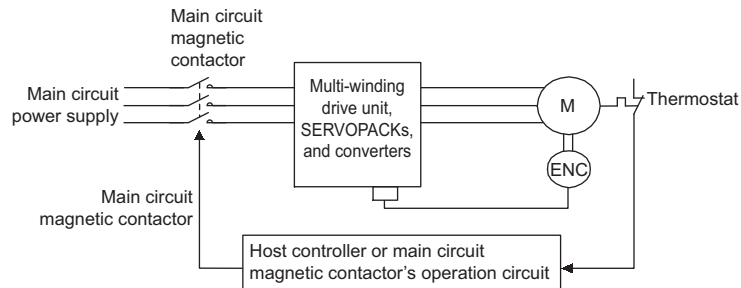 Main circuit
magnetic
contactor
Main circuit
power supply
Multi-winding
drive unit,
SERVOPACKs,
and converters
M
Thermostat
ENC
Main circuit
magnetic contactor
Host controller or main circuit
magnetic contactor's operation circuit